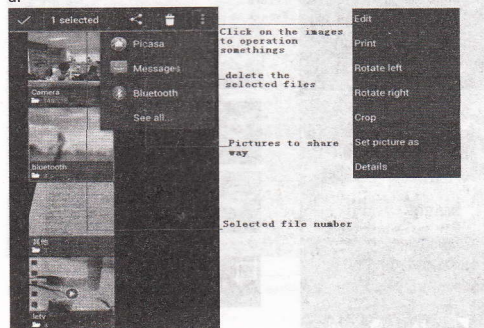 a.
1 selected
Picasa
Messages
Bluetooth
See all...
Camera
bluetooth
其他
letv
Click on the images
to operation
somethings
delete the
selected files
Pictures to share
way
Selected file number
Edit
Print
Rotate left
Rotate right
Crop
Set picture as
Details